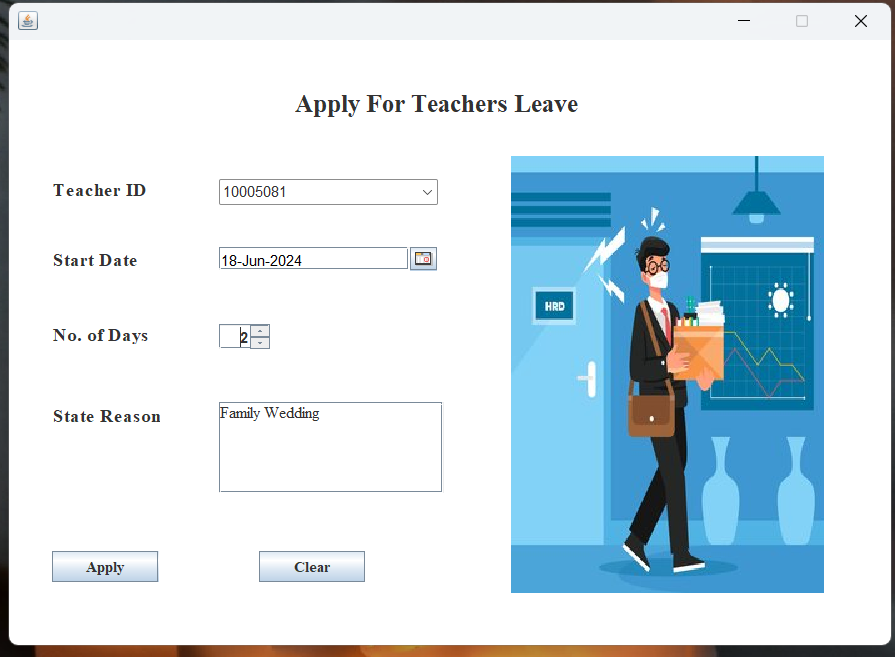 Apply For Teachers Leave
Teacher ID 10005081
Start Date 18-Jun-2024
No. of Days 2
State Reason Family Wedding
HRD
Apply Clear